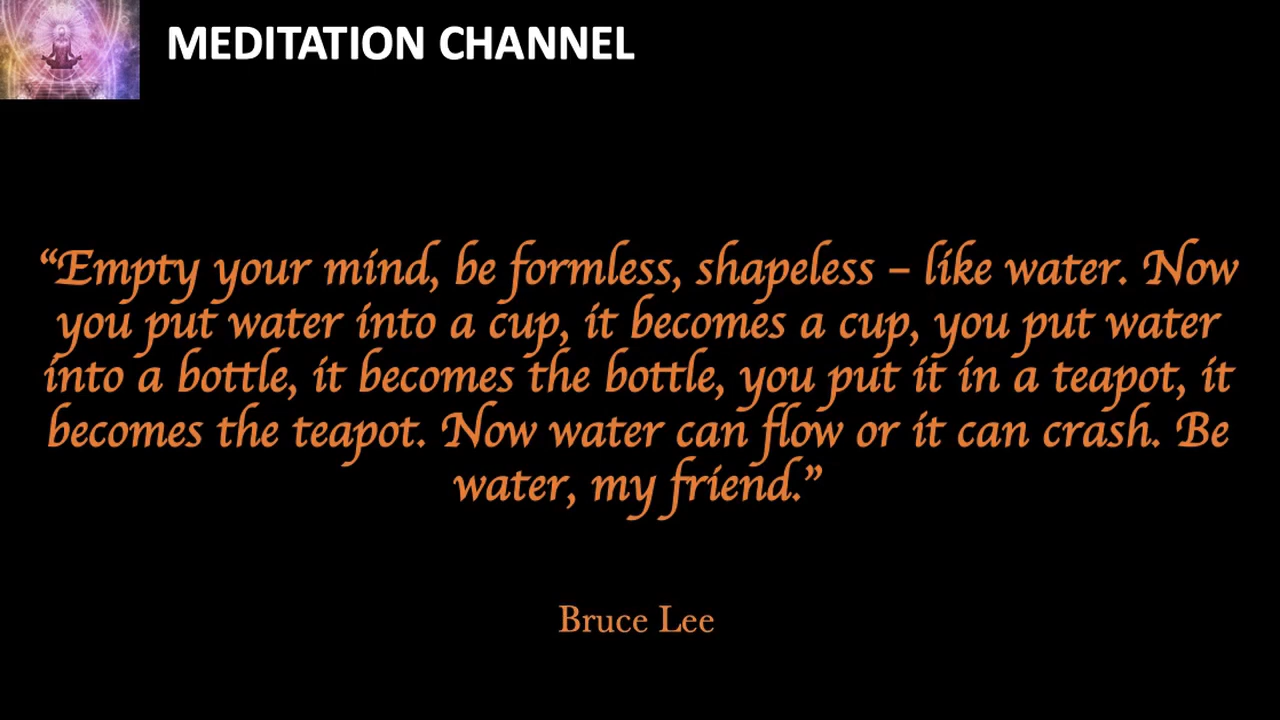 MEDITATION CHANNEL
“Empty your mind, be formless, shapeless – like water. Now
you put water into a cup, it becomes a cup, you put water
into a bottle, it becomes the bottle, you put it in a teapot, it
becomes the teapot. Now water can flow or it can crash. Be
water, my friend.”
Bruce Lee